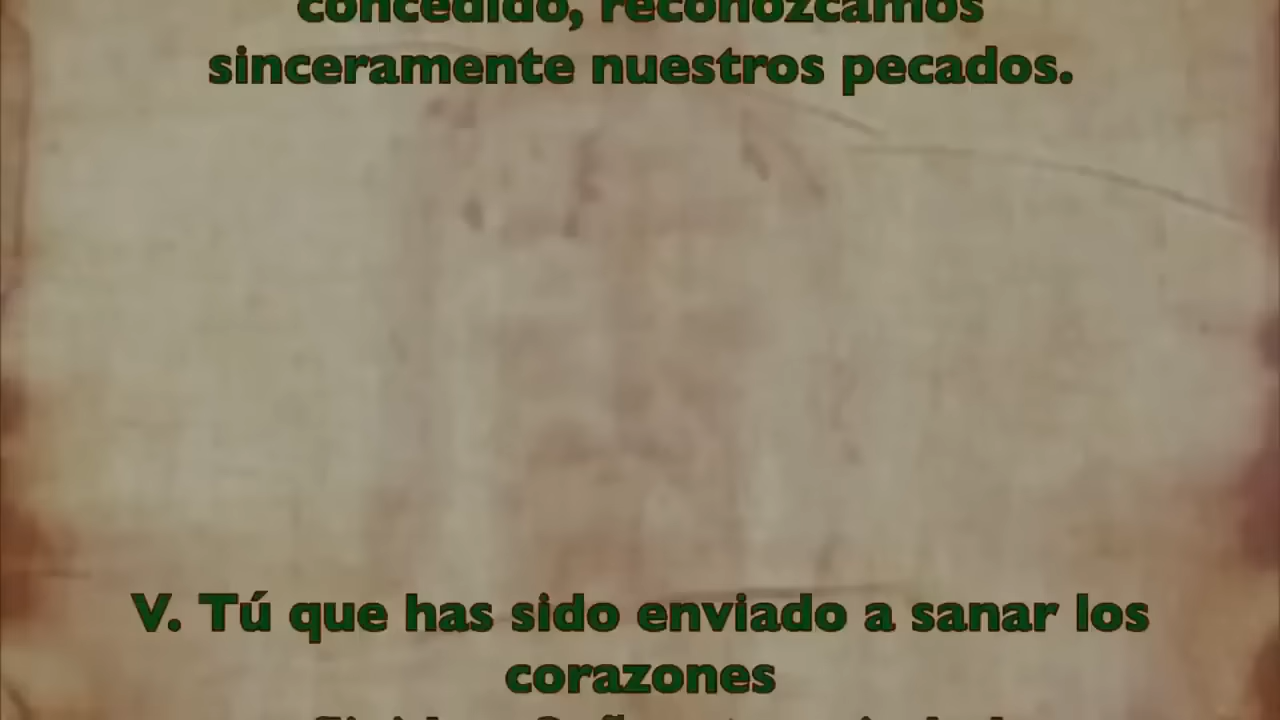 concedido, reconozcamos
sinceramente nuestros pecados.
V. Tú que has sido enviado a sanar los
corazones